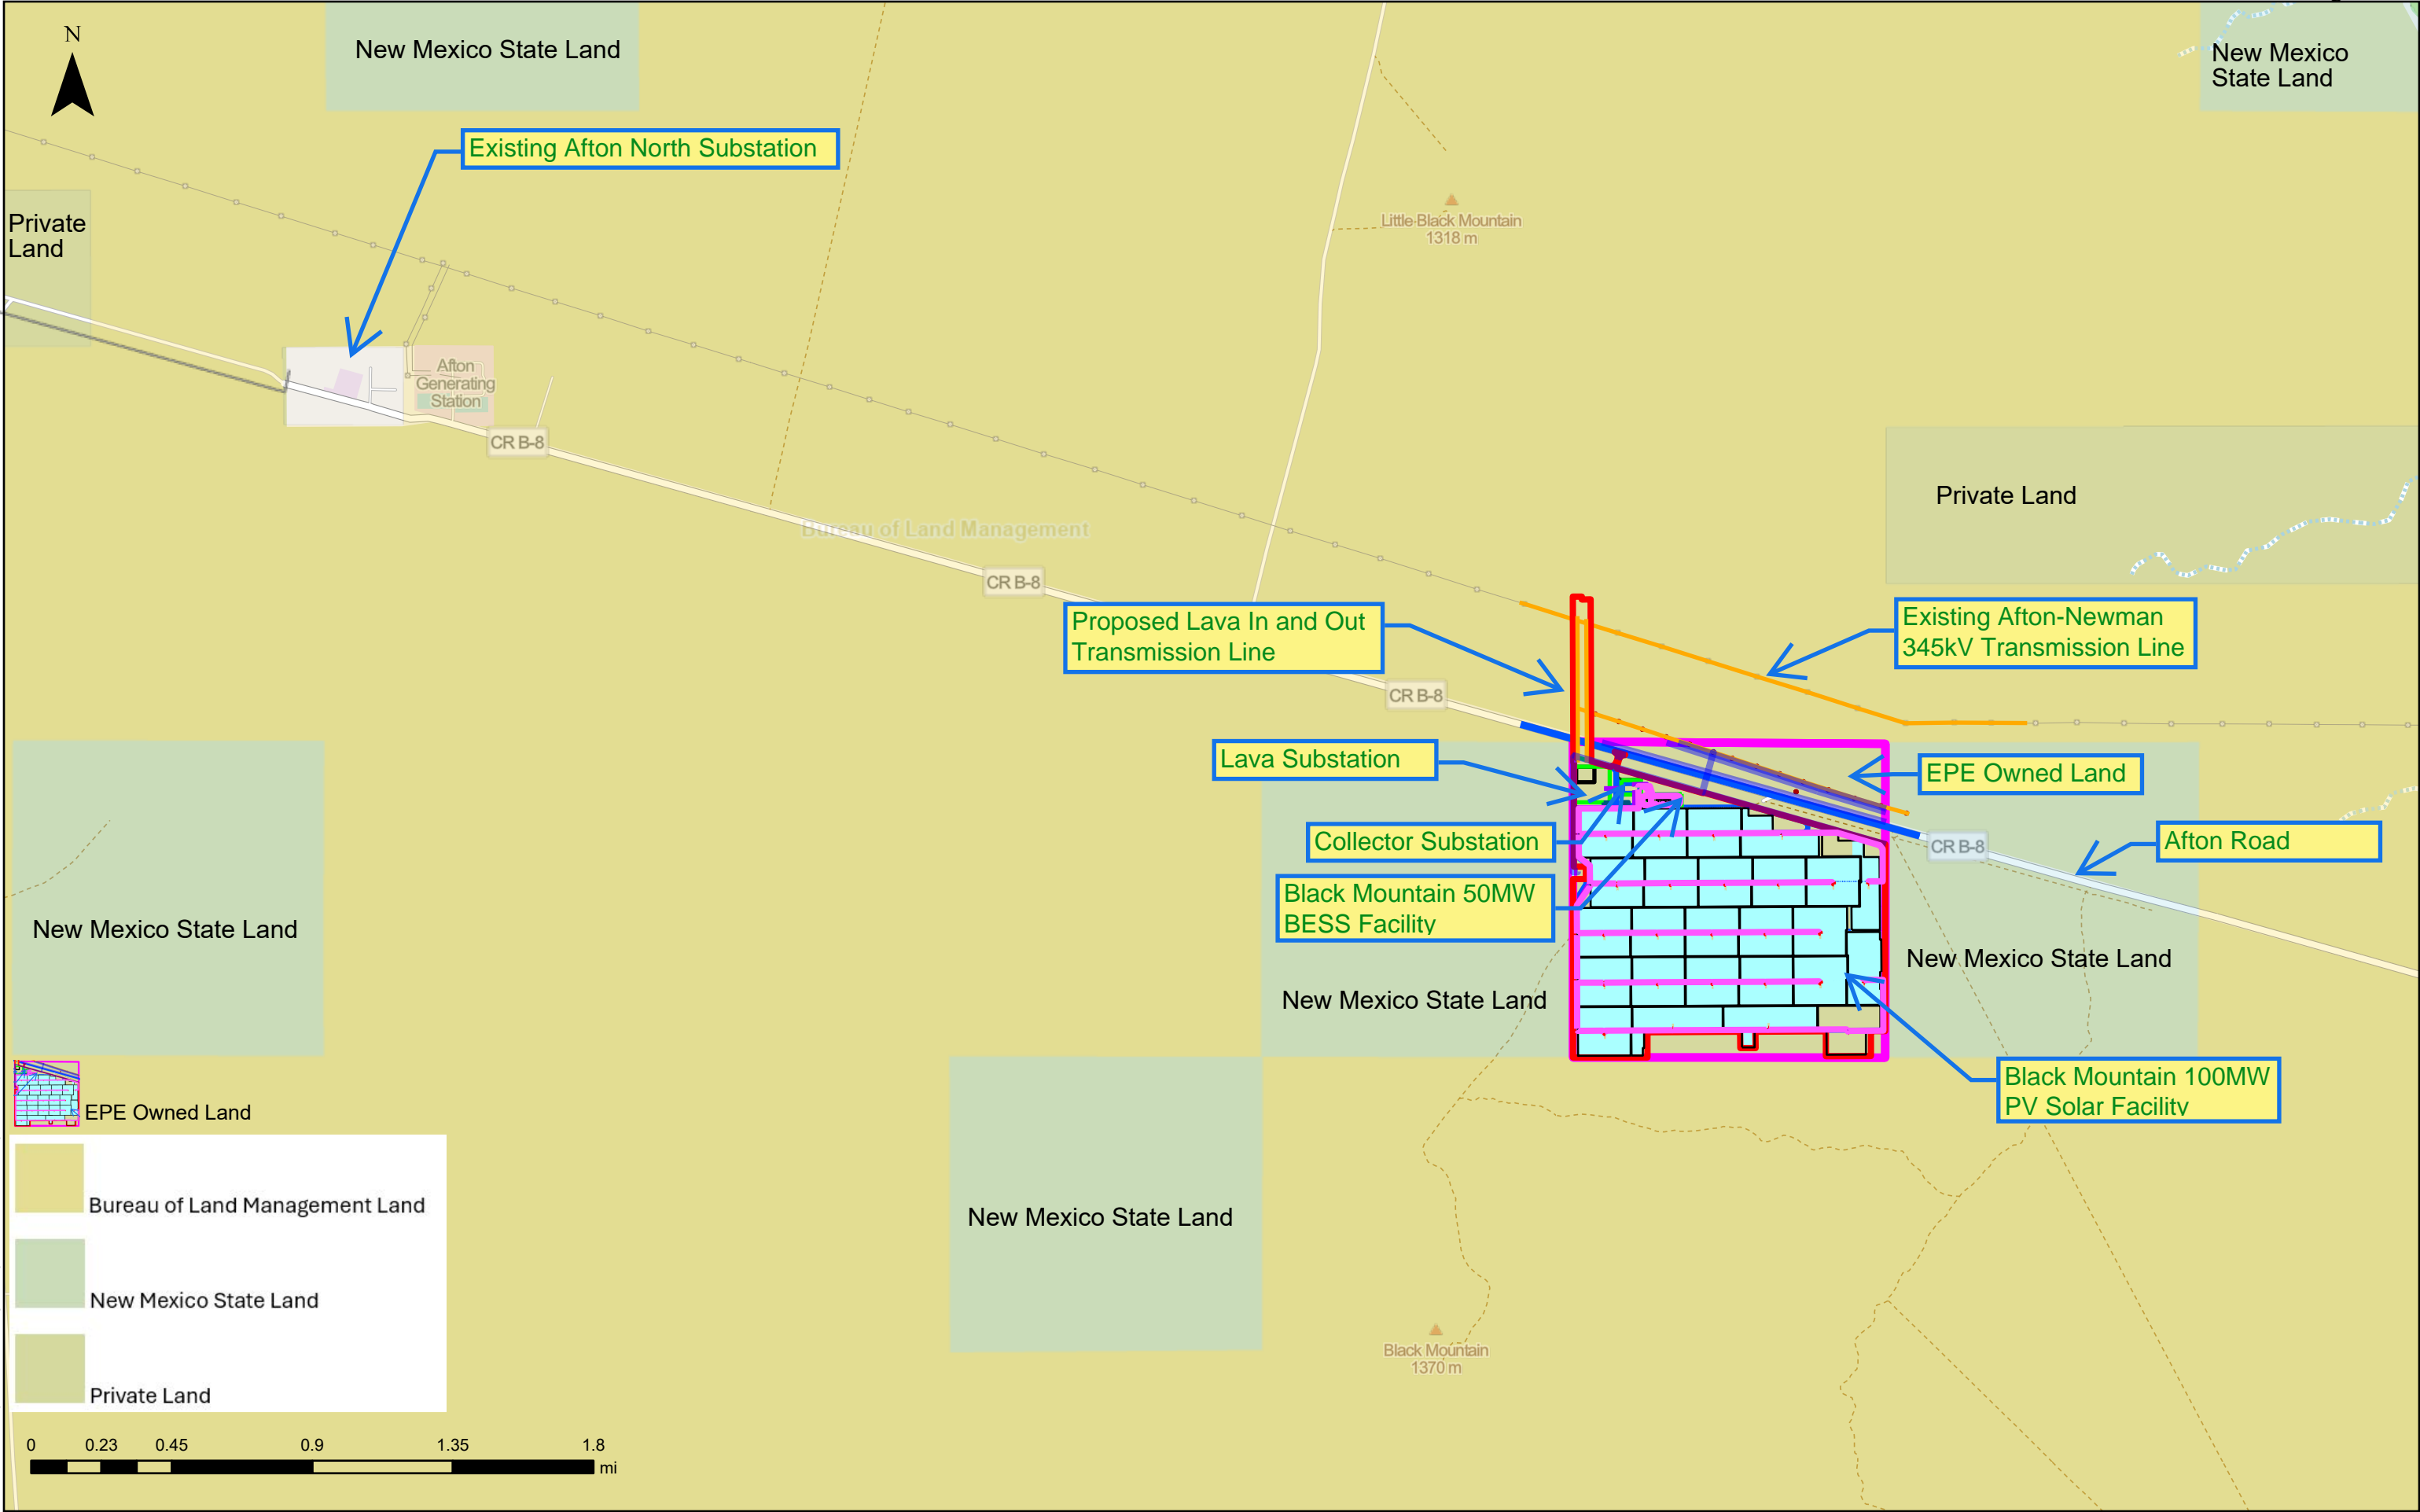 N
New Mexico State Land
New Mexico
State Land
Existing Afton North Substation
Private
Land
Little Black Mountain
1318 m
Afton
Generating
Station
CR B-8
Private Land
Bureau of Land Management
CR B-8
Proposed Lava In and Out
Transmission Line
Existing Afton-Newman
345kV Transmission Line
CR B-8
Lava Substation
EPE Owned Land
Collector Substation
CR B-8
Afton Road
Black Mountain 50MW
BESS Facility
New Mexico State Land
New Mexico State Land
New Mexico State Land
Black Mountain 100MW
PV Solar Facility
EPE Owned Land
Bureau of Land Management Land
New Mexico State Land
New Mexico State Land
Private Land
Black Mountain
1370 m
0 0.23 0.45 0.9 1.35 1.8
mi